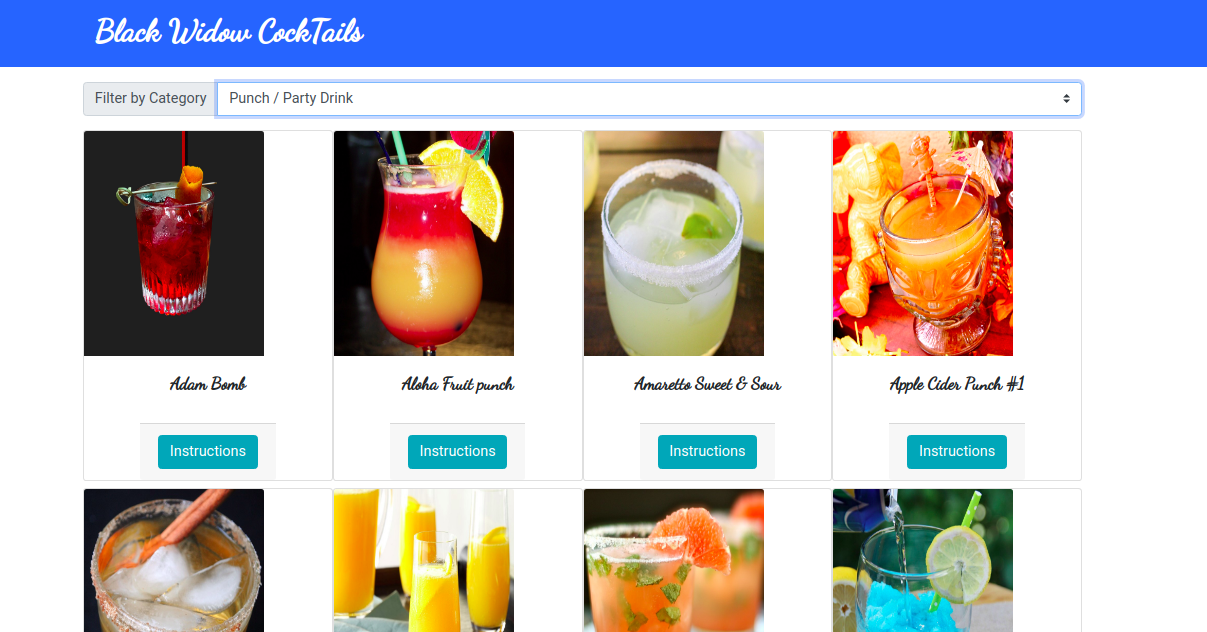 Black Widow CockTails
Filter by Category Punch / Party Drink
Adam Bomb
Aloha Fruit punch
Amaretto Sweet & Sour
Apple Cider Punch #1
Instructions
Instructions
Instructions
Instructions